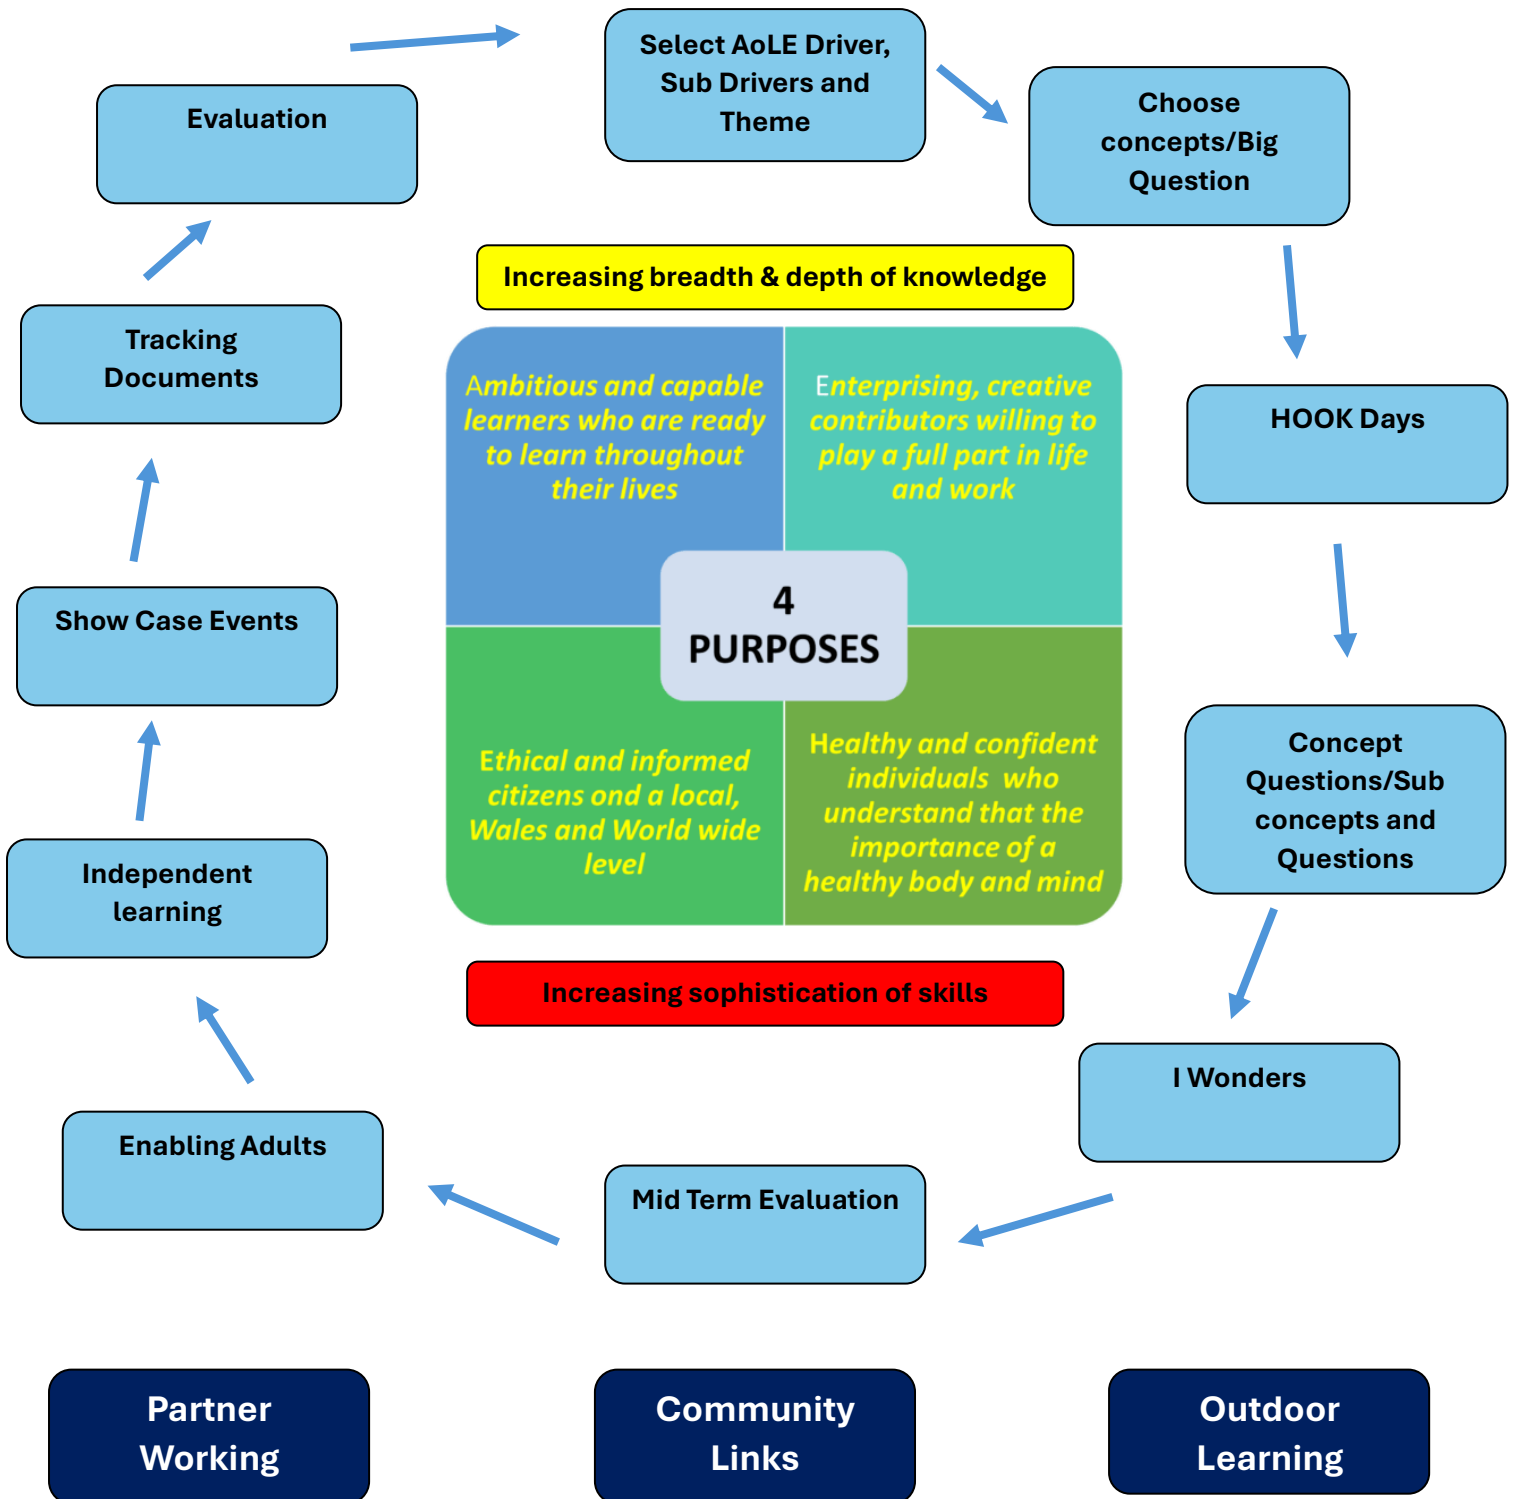 Select AoLE Driver,
Sub Drivers and
Theme
Choose
concepts/Big
Question
HOOK Days
Concept
Questions/Sub
concepts and
Questions
I Wonders
Mid Term Evaluation
Enabling Adults
Independent
learning
Show Case Events
Tracking
Documents
Evaluation
Increasing breadth & depth of knowledge
Ambitious and capable
learners who are ready
to learn throughout
their lives
Enterprising, creative
contributors willing to
play a full part in life
and work
4
PURPOSES
Ethical and informed
citizens ond a local,
Wales and World wide
level
Healthy and confident
individuals who
understand that the
importance of a
healthy body and mind
Increasing sophistication of skills
Partner
Working
Community
Links
Outdoor
Learning